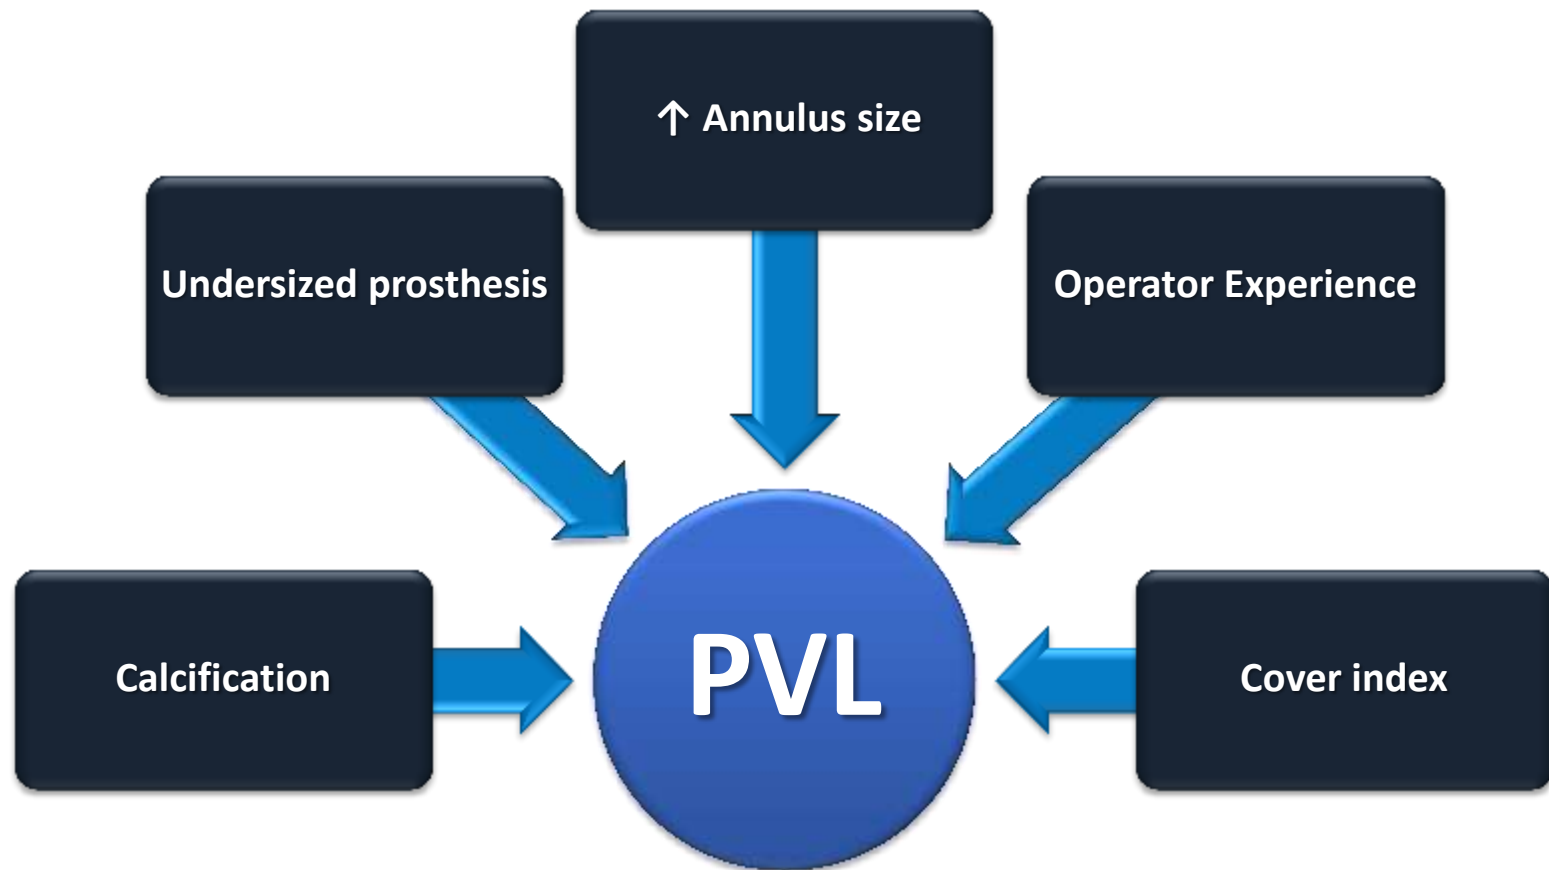 ↑ Annulus size
Undersized prosthesis
Operator Experience
Calcification
PVL
Cover index